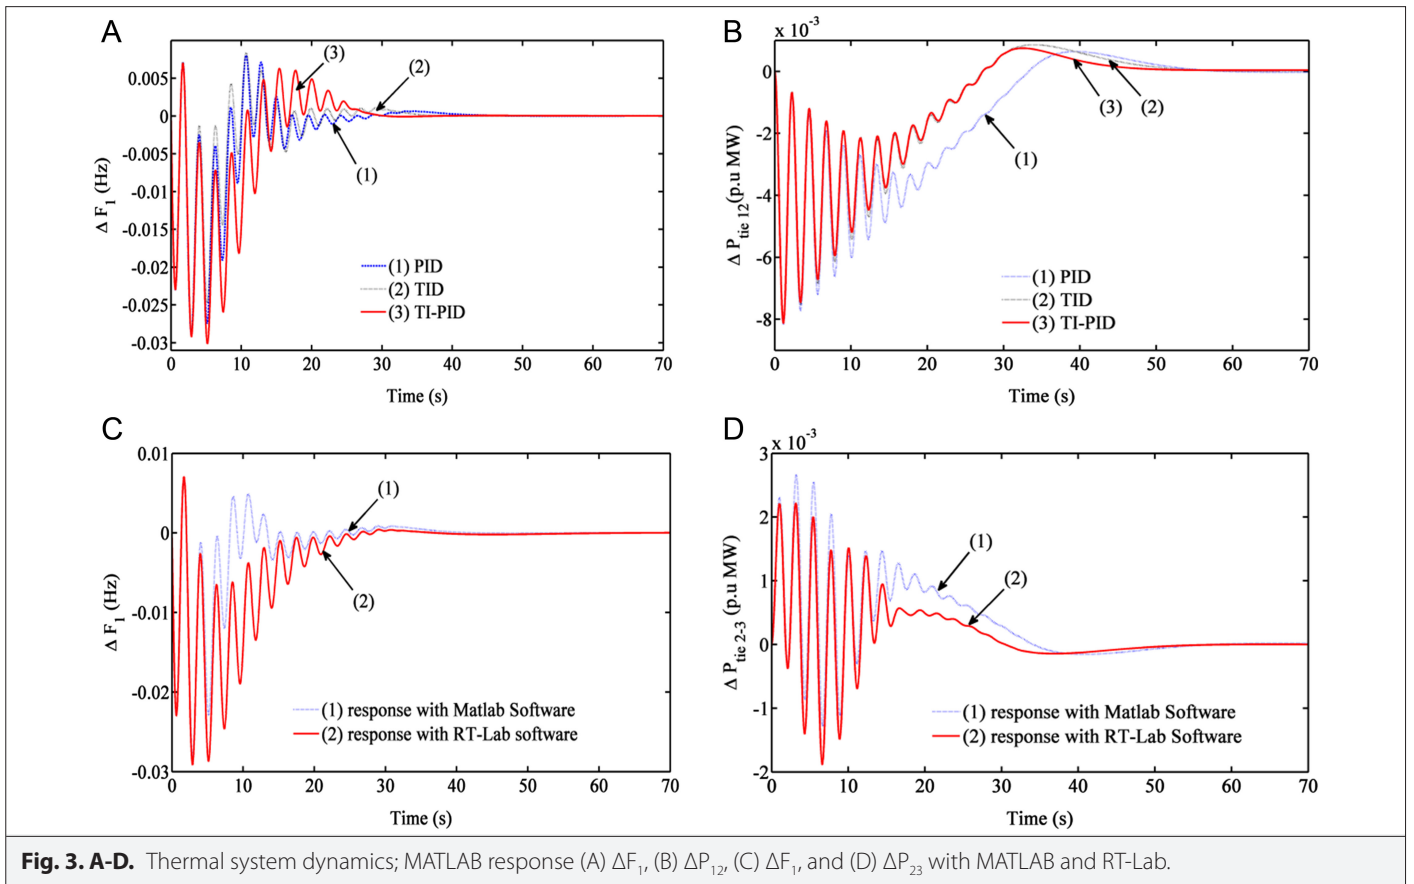 A
0.005
0
-0.005
-0.01
-0.015
-0.02
-0.025
-0.03
0 10 20 30 40 50 60 70
Δ F1 (Hz)
Time (s)
(3)
(2)
(1)
(1) PID
(2) TID
(3) TI-PID
B
x 10-3
0
-2
-4
-6
-8
0 10 20 30 40 50 60 70
Δ Ptie 12(p.u MW)
Time (s)
(3)
(2)
(1)
(1) PID
(2) TID
(3) TI-PID
C
0.01
0
-0.01
-0.02
-0.03
0 10 20 30 40 50 60 70
Δ F1 (Hz)
Time (s)
(1)
(2)
(1) response with Matlab Software
(2) response with RT-Lab software
D
x 10-3
3
2
1
0
-1
-2
0 10 20 30 40 50 60 70
Δ Ptie 2-3 (p.u MW)
Time (s)
(1)
(2)
(1) response with Matlab Software
(2) response with RT-Lab Software
Fig. 3. A-D. Thermal system dynamics; MATLAB response (A) ΔF1, (B) ΔP12, (C) ΔF1, and (D) ΔP23 with MATLAB and RT-Lab.